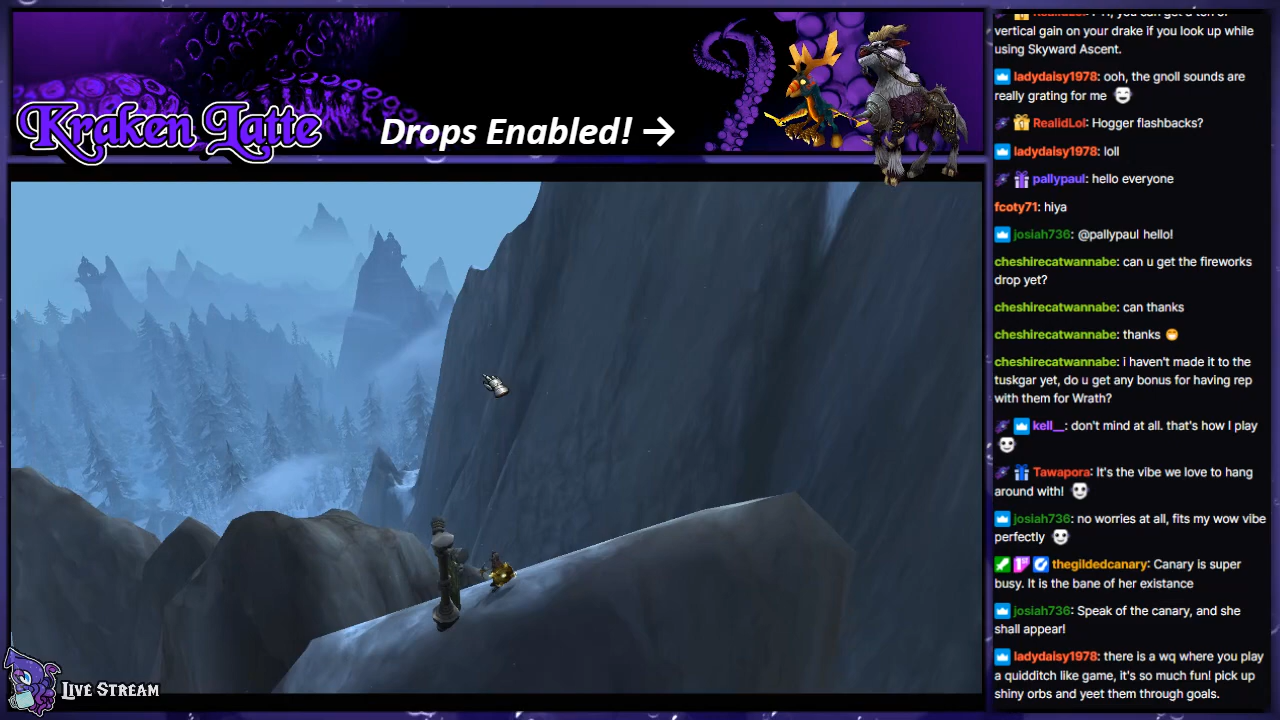 Kraken Latte
Drops Enabled! →
LIVE STREAM
vertical gain on your drake if you look up while
using Skyward Ascent.
ladydaisy1978: ooh, the gnoll sounds are
really grating for me
RealidLol: Hogger flashbacks?
ladydaisy1978: loll
pallypaul: hello everyone
fcoty71: hiya
josiah736: @pallypaul hello!
cheshirecatwannabe: can u get the fireworks
drop yet?
cheshirecatwannabe: can thanks
cheshirecatwannabe: thanks
cheshirecatwannabe: i haven't made it to the
tuskgar yet, do u get any bonus for having rep
with them for Wrath?
kell__: don't mind at all. that's how I play
Tawapora: It's the vibe we love to hang
around with!
josiah736: no worries at all, fits my wow vibe
perfectly
thegildedcanary: Canary is super
busy. It is the bane of her existance
josiah736: Speak of the canary, and she
shall appear!
ladydaisy1978: there is a wq where you play
a quidditch like game, it's so much fun! pick up
shiny orbs and yeet them through goals.